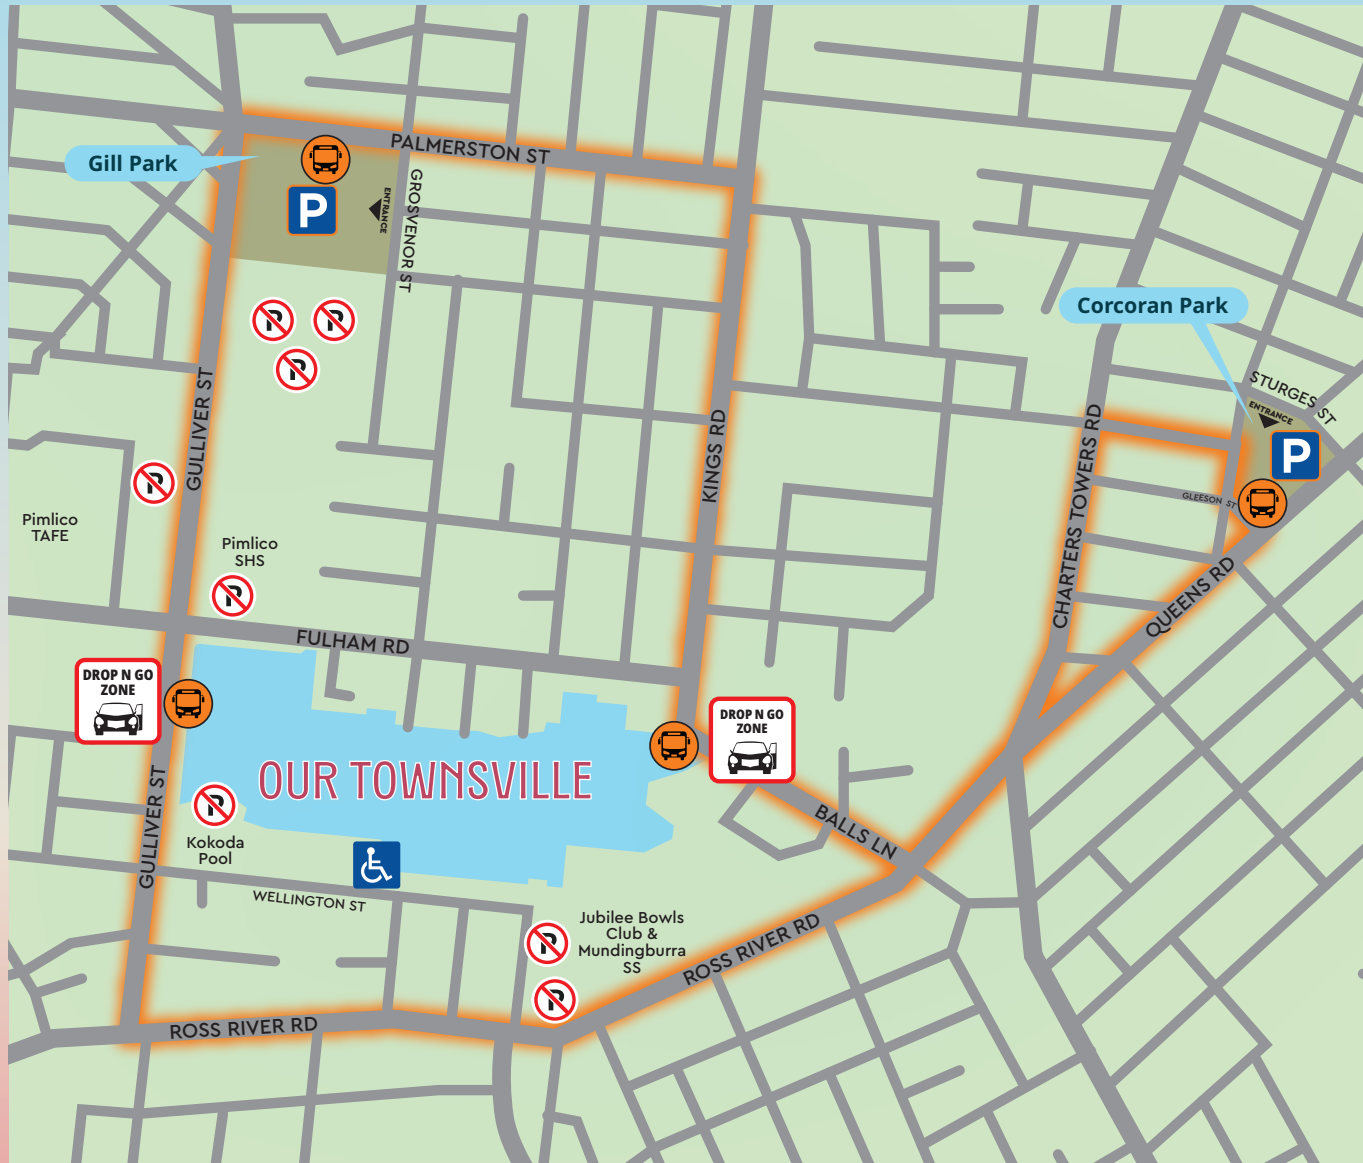 PALMERSTON ST
Gill Park
P
ENTRANCE
GROSVENOR ST
P
P
P
Corcoran Park
STURGES ST
ENTRANCE
P
GLEESON ST
GULLIVER ST
KINGS RD
CHARTERS TOWERS RD
QUEENS RD
P
Pimlico
TAFE
Pimlico
SHS
P
FULHAM RD
DROP N GO
ZONE
DROP N GO
ZONE
OUR TOWNSVILLE
GULLIVER ST
P
Kokoda
Pool
BALLS LN
WELLINGTON ST
Jubilee Bowls
Club &
Mundingburra
SS
P
P
ROSS RIVER RD
ROSS RIVER RD